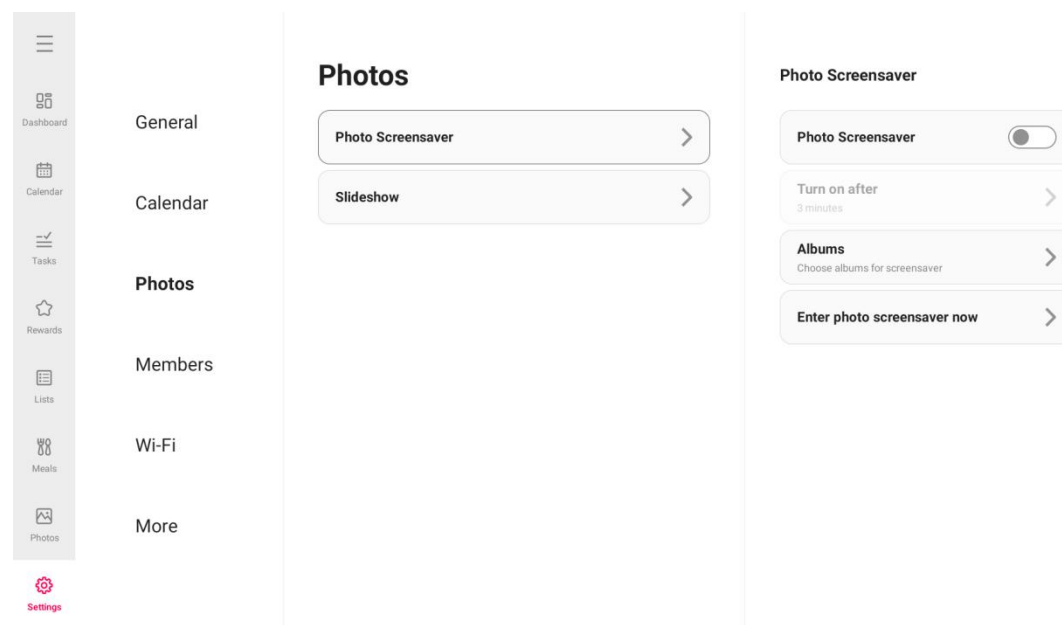 Dashboard
Calendar
Tasks
Rewards
Lists
Meals
Photos
Settings
General
Calendar
Photos
Members
Wi-Fi
More
Photos
Photo Screensaver
Slideshow
Photo Screensaver
Photo Screensaver
Turn on after
3 minutes
Albums
Choose albums for screensaver
Enter photo screensaver now